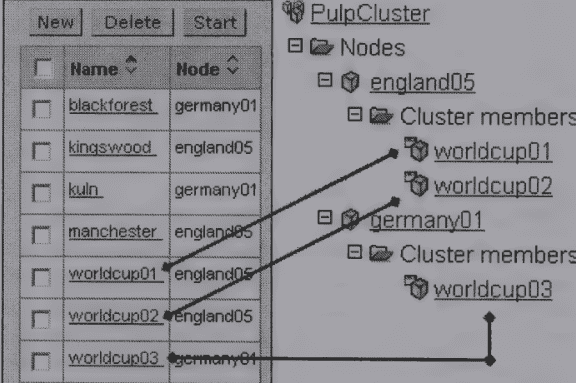 New Delete Start
Name Node
blackforest germany01
kingswood england05
kuln germany01
manchester england05
worldcup01 england05
worldcup02 england05
worldcup03 germany01
PulpCluster
Nodes
england05
Cluster members
worldcup01
worldcup02
germany01
Cluster members
worldcup03